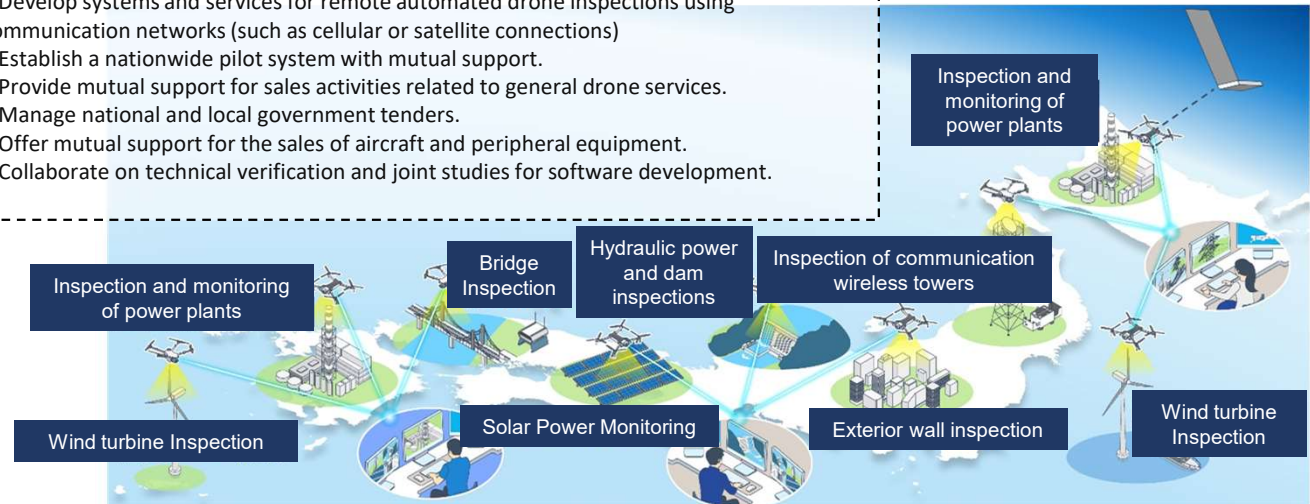 Develop systems and services for remote automated drone inspections using
communication networks (such as cellular or satellite connections)
Establish a nationwide pilot system with mutual support.
Provide mutual support for sales activities related to general drone services.
Manage national and local government tenders.
Offer mutual support for the sales of aircraft and peripheral equipment.
Collaborate on technical verification and joint studies for software development.
Inspection and
monitoring of
power plants
Inspection and monitoring
of power plants
Bridge
Inspection
Hydraulic power
and dam
inspections
Inspection of communication
wireless towers
Wind turbine Inspection
Solar Power Monitoring
Exterior wall inspection
Wind turbine
Inspection